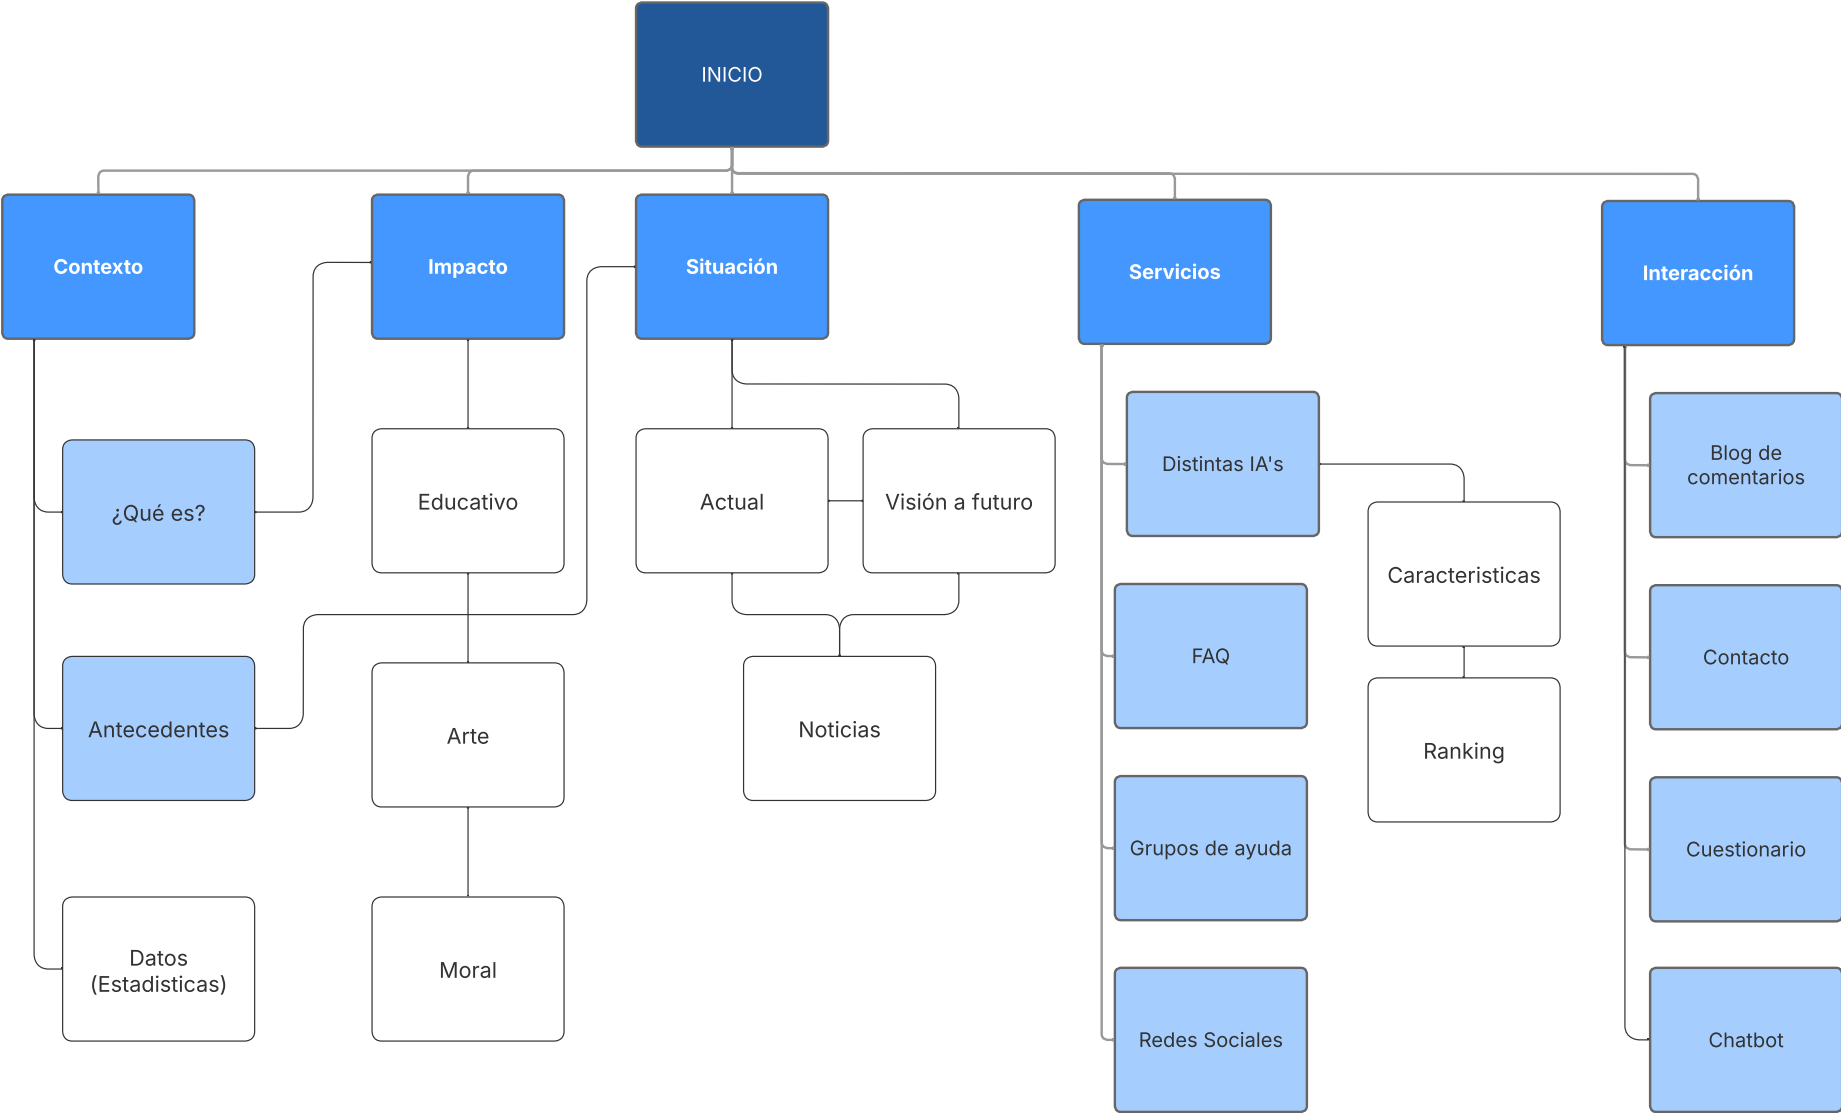 INICIO
Contexto
Impacto
Situación
Servicios
Interacción
¿Qué es?
Antecedentes
Datos
(Estadisticas)
Educativo
Arte
Moral
Actual
Visión a futuro
Noticias
Distintas IA's
FAQ
Grupos de ayuda
Redes Sociales
Caracteristicas
Ranking
Blog de
comentarios
Contacto
Cuestionario
Chatbot